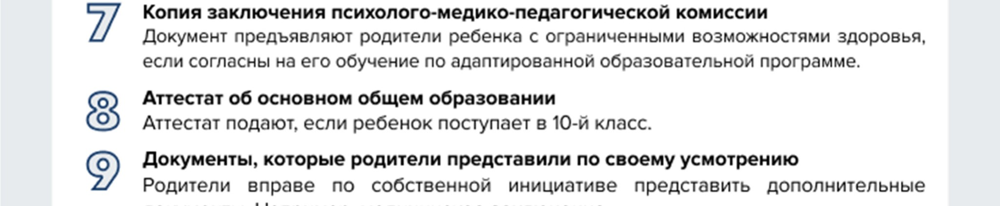 7 Копия заключения психолого-медико-педагогической комиссии
Документ предъявляют родители ребенка с ограниченными возможностями здоровья,
если согласны на его обучение по адаптированной образовательной программе.
8 Аттестат об основном общем образовании
Аттестат подают, если ребенок поступает в 10-й класс.
9 Документы, которые родители представили по своему усмотрению
Родители вправе по собственной инициативе представить дополнительные